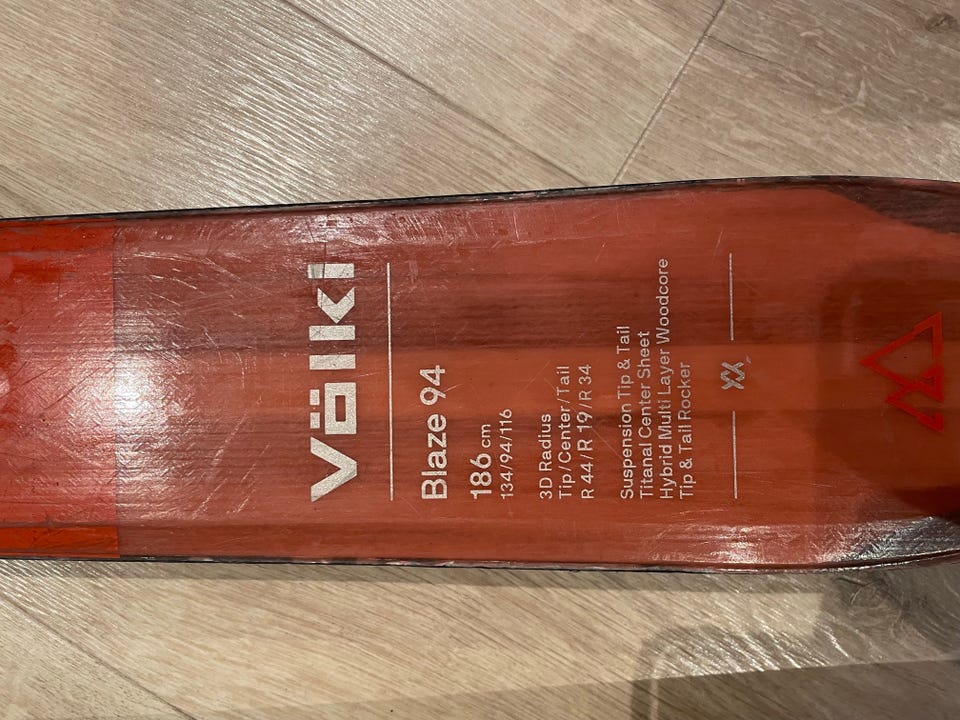 Völkl
Blaze 94
186 cm
134/94/116
3D Radius
Tip/Center/Tail
R 44/R 19/R 34
Suspension Tip & Tail
Titanal Center Sheet
Hybrid Multi Layer Woodcore
Tip & Tail Rocker